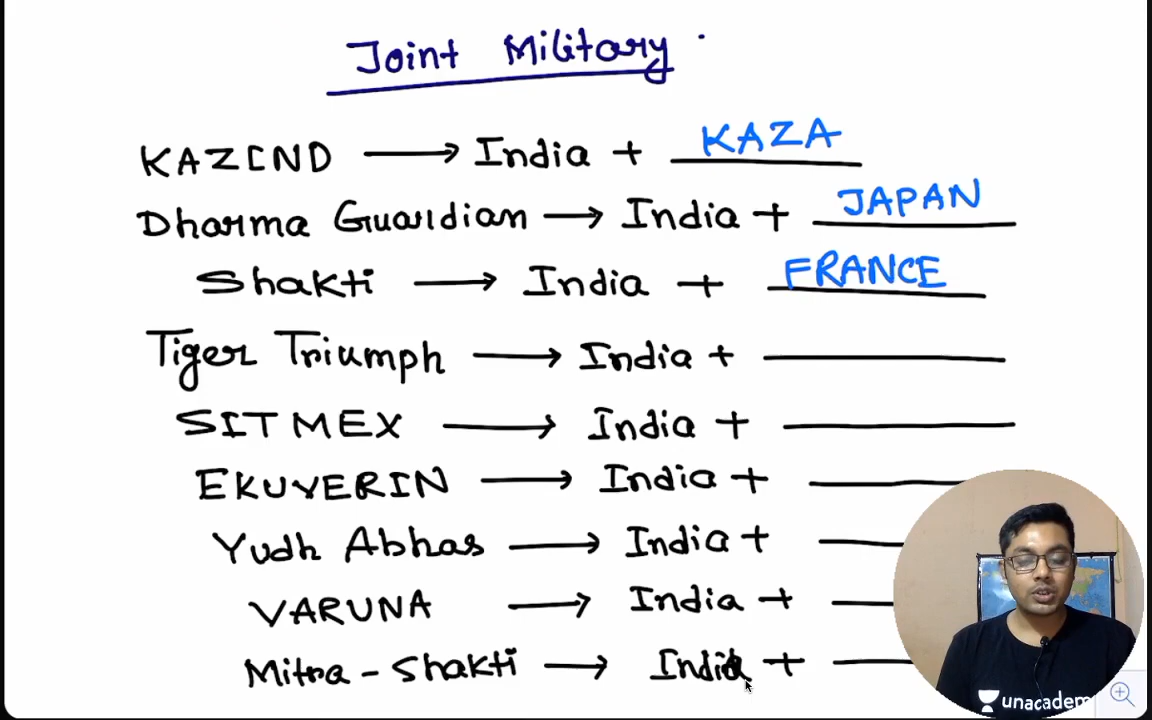 Joint Military
KAZIND → India + KAZA
Dharma Guardian → India + JAPAN
Shakti → India + FRANCE
Tiger Triumph → India +
SITMEX → India +
EKUVERIN → India +
Yudh Abhas → India +
VARUNA → India +
Mitra - Shakti → India +
unacadem